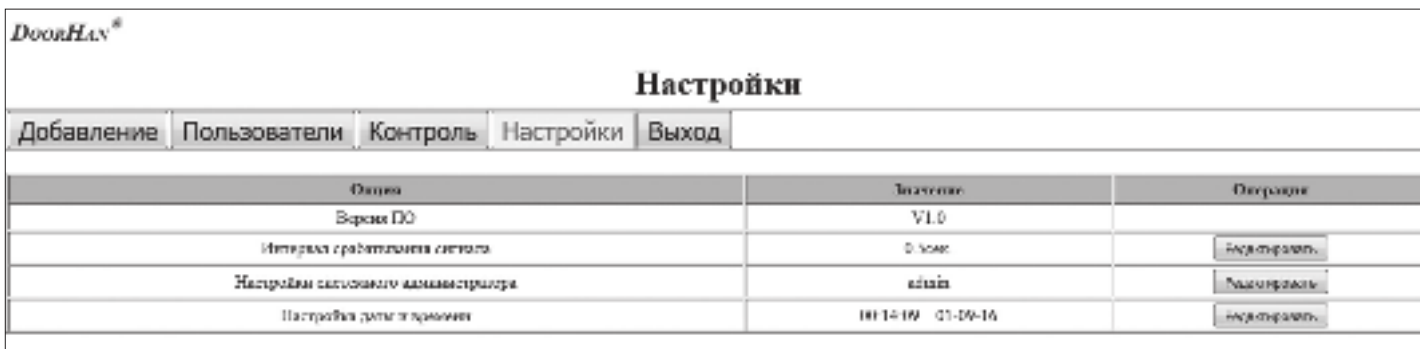 DOORHAN®
Настройки
Добавление Пользователи Контроль Настройки Выход
Опция Значение Операция
Версия ПО V1.0
Интервал срабатывания сигнала Редактировать
Настройки системного администратора admin Редактировать
Настройка даты и времени Редактировать